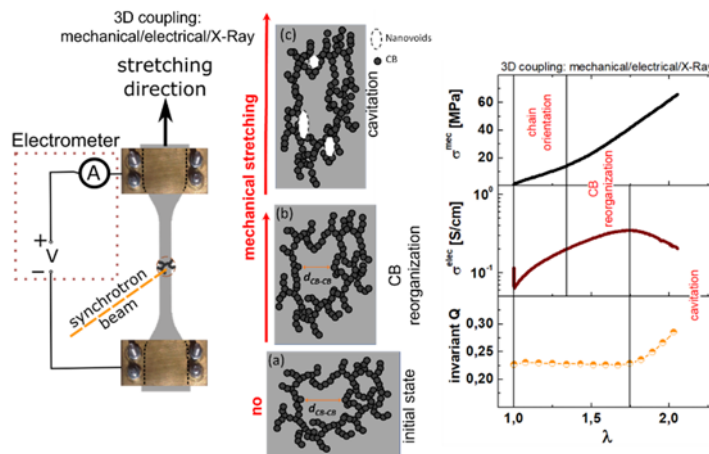 3D coupling:
mechanical/electrical/X-Ray
stretching
direction
Electrometer
A
+
V
−
synchrotron
beam
mechanical stretching
no
(c)
Nanovoids
CB
cavitation
(b)
d CB-CB
CB
reorganization
(a)
d CB-CB
initial state
3D coupling: mechanical/electrical/X-Ray
σ^mec [MPa]
60
40
20
chain
orientation
CB
reorganization
σ^elec [S/cm]
10^0
10^-1
cavitation
invariant Q
0,30
0,25
0,20
1,0 1,5 2,0
λ